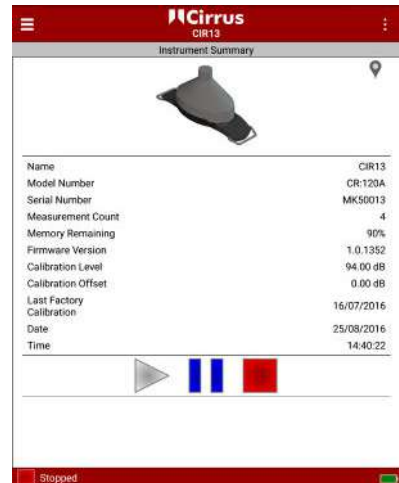 Cirrus
CIR13
Instrument Summary
Name CIR13
Model Number CR:120A
Serial Number MK50013
Measurement Count 4
Memory Remaining 90%
Firmware Version 1.0.1352
Calibration Level 94.00 dB
Calibration Offset 0.00 dB
Last Factory
Calibration 16/07/2016
Date 25/08/2016
Time 14:40:22
Stopped